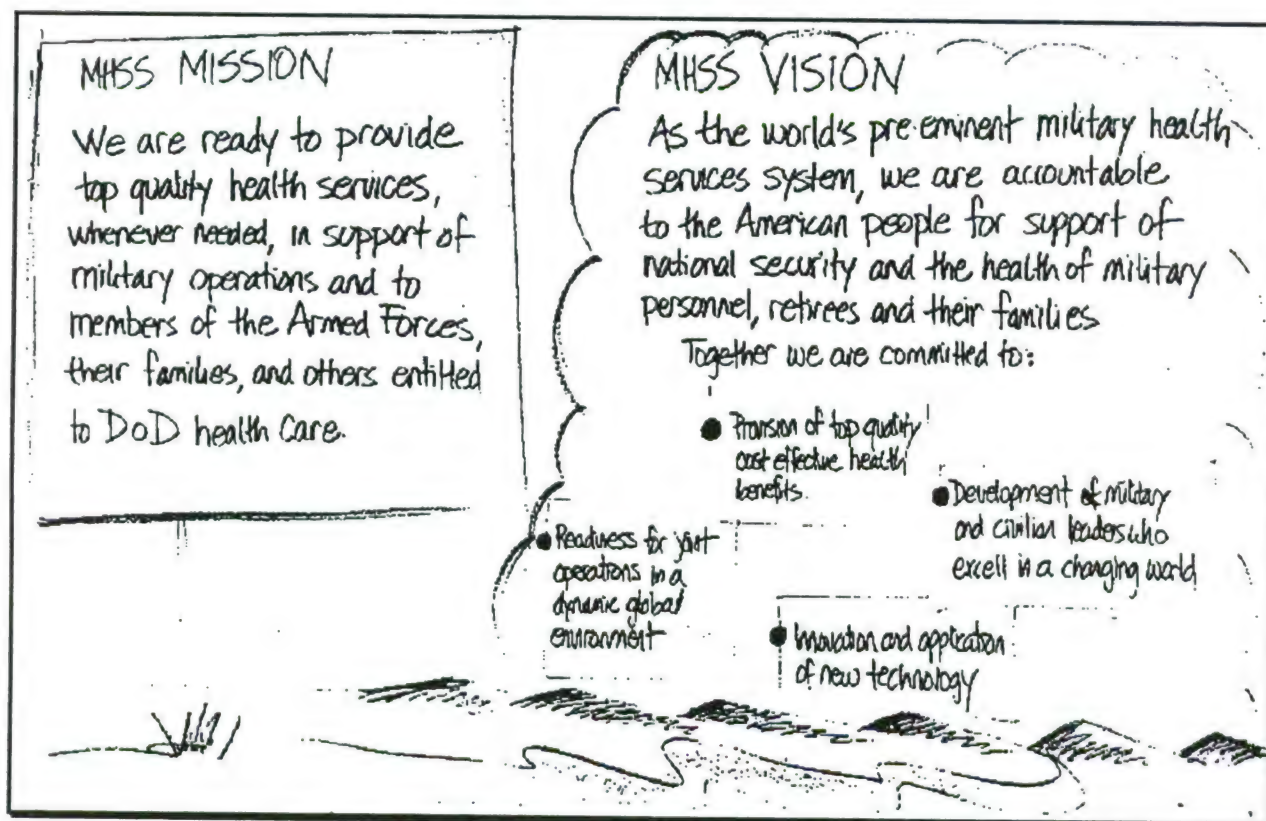 MHSS MISSION
We are ready to provide
top quality health services,
whenever needed, in support of
military operations and to
members of the Armed Forces,
their families, and others entitled
to DoD health Care.
MHSS VISION
As the world's pre-eminent military health
services system, we are accountable
to the American people for support of
national security and the health of military
personnel, retirees and their families
Together we are committed to:
Provision of top quality
cost effective health
benefits.
Development of military
and civilian leaders who
excell in a changing world
Readiness for joint
operations in a
dynamic global
environment
Innovation and application
of new technology